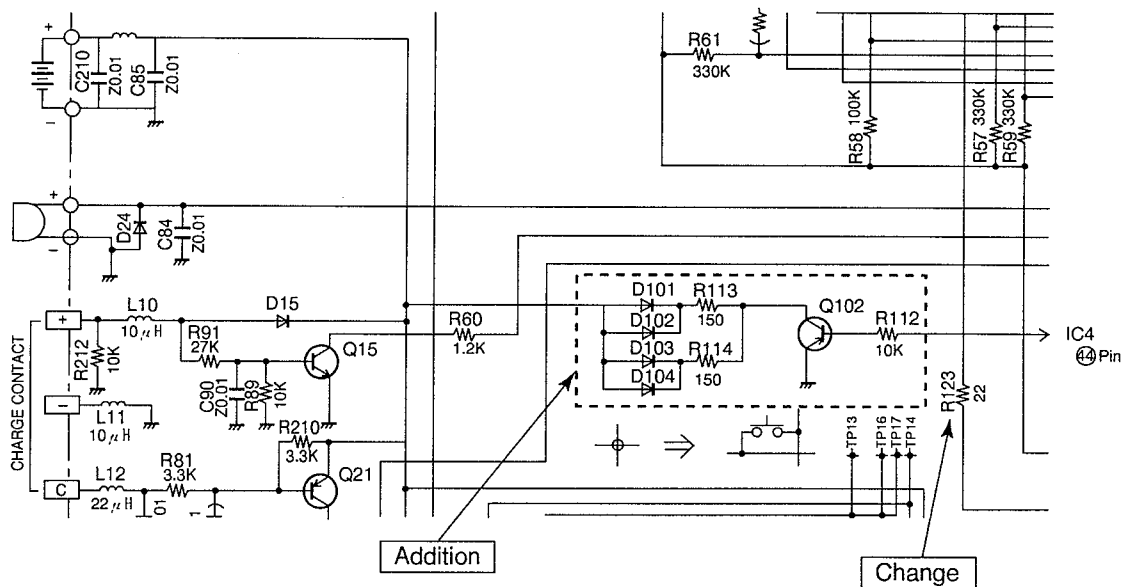 +
C210
Z0.01
C85
Z0.01
−
R61
330K
R58 100K
R57 330K
R59 330K
+
−
D24
C84
Z0.01
CHARGE CONTACT
+
L10
10μH
R212
10K
D15
R91
27K
C90
Z0.01
R89
10K
Q15
R60
1.2K
−
L11
10μH
R210
3.3K
C
L12
22μH
R81
3.3K
01
1
Q21
D101
D102
D103
D104
R113
150
R114
150
Q102
R112
10K
IC4
44 Pin
R123
22
TP13
TP16
TP17
TP14
Addition
Change